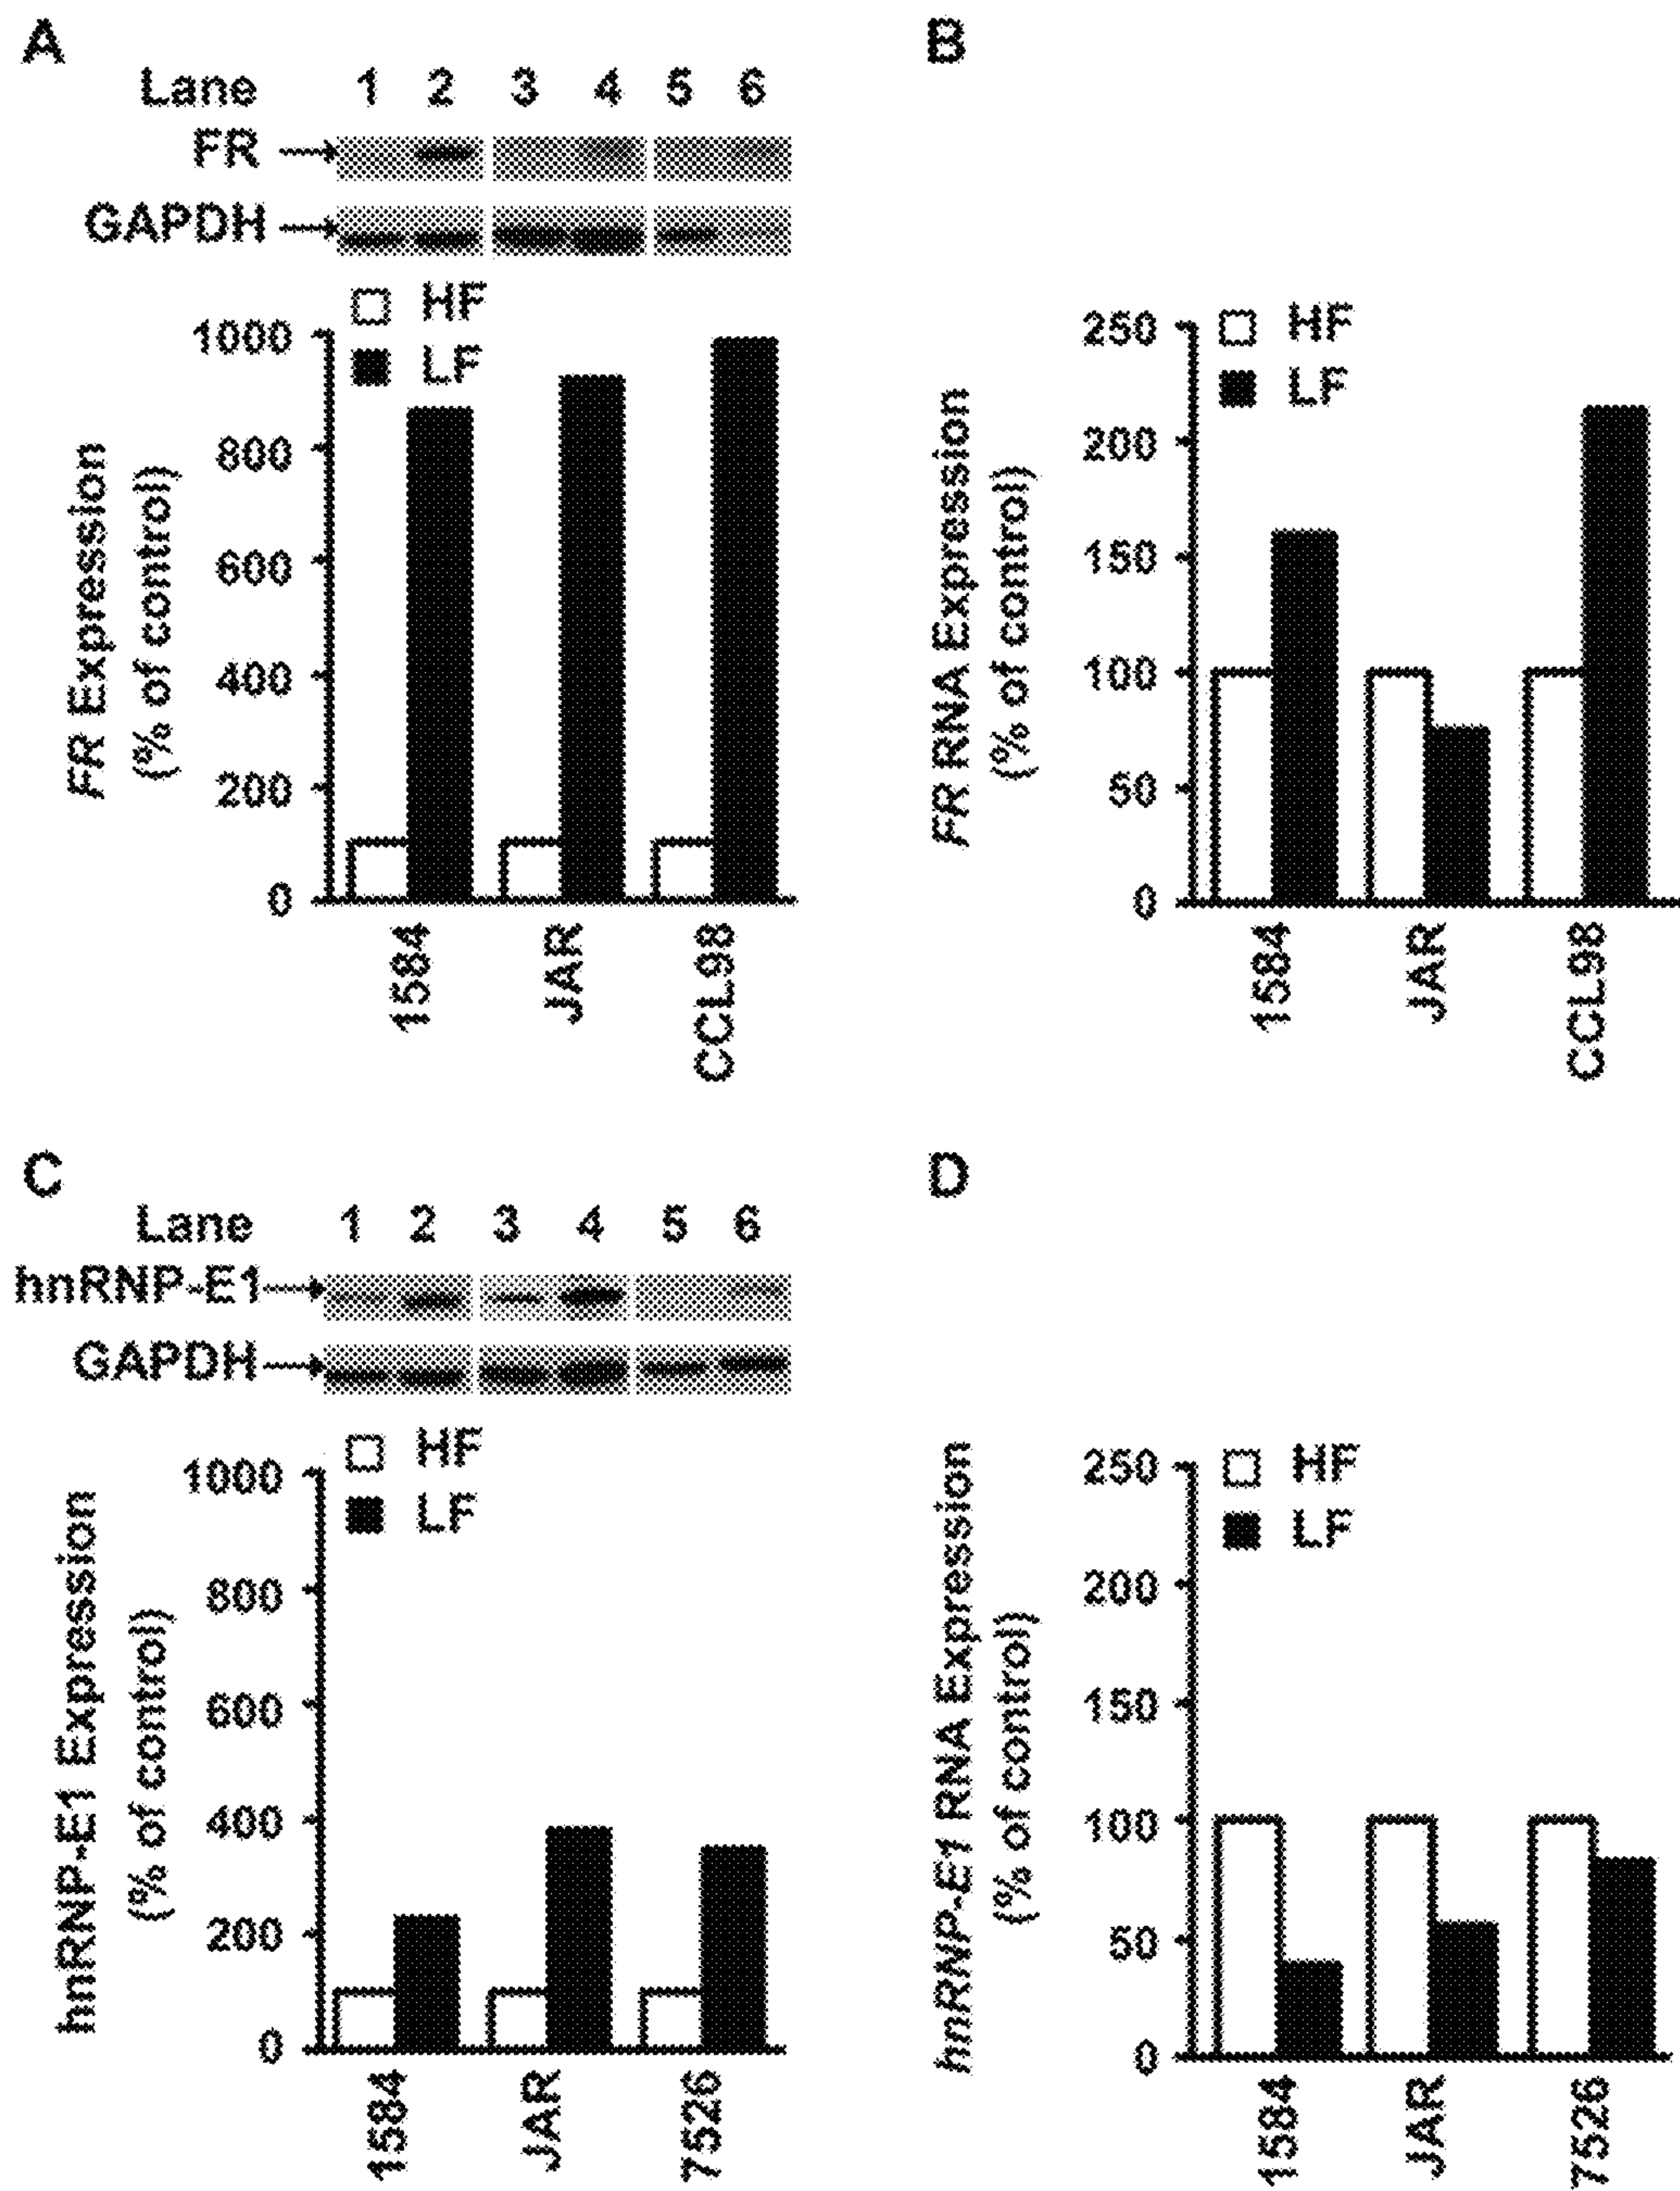 A
Lane 1 2 3 4 5 6
FR
GAPDH
HF
LF
1000
800
600
400
200
0
FR Expression
(% of control)
1584
JAR
CCL98
B
HF
LF
250
200
150
100
50
0
FR RNA Expression
(% of control)
1584
JAR
CCL98
C
Lane 1 2 3 4 5 6
hnRNP-E1
GAPDH
HF
LF
1000
800
600
400
200
0
hnRNP-E1 Expression
(% of control)
1584
JAR
7526
D
HF
LF
250
200
150
100
50
0
hnRNP-E1 RNA Expression
(% of control)
1584
JAR
7526